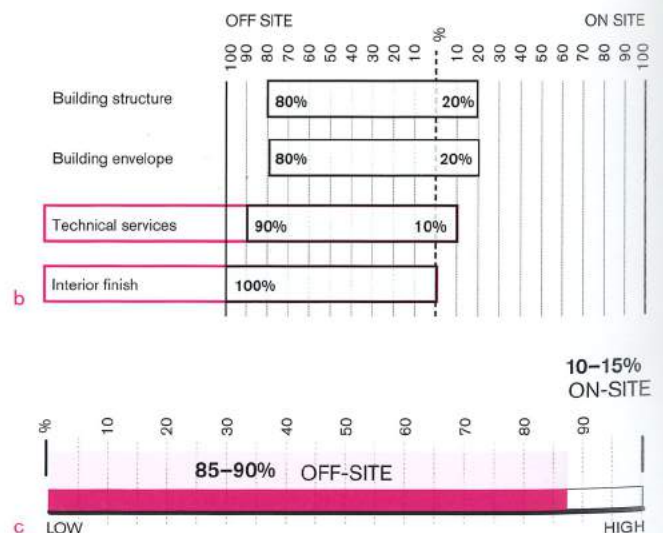 OFF SITE ON SITE
100 90 80 70 60 50 40 30 20 10 % 10 20 30 40 50 60 70 80 90 100
Building structure 80% 20%
Building envelope 80% 20%
Technical services 90% 10%
Interior finish 100%
b
10–15%
ON-SITE
% 10 20 30 40 50 60 70 80 90
85–90% OFF-SITE
c LOW HIGH